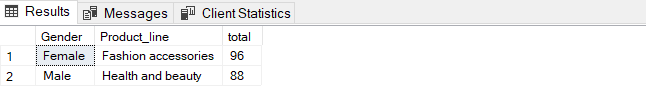 Results Messages Client Statistics
Gender Product_line total
1 Female Fashion accessories 96
2 Male Health and beauty 88